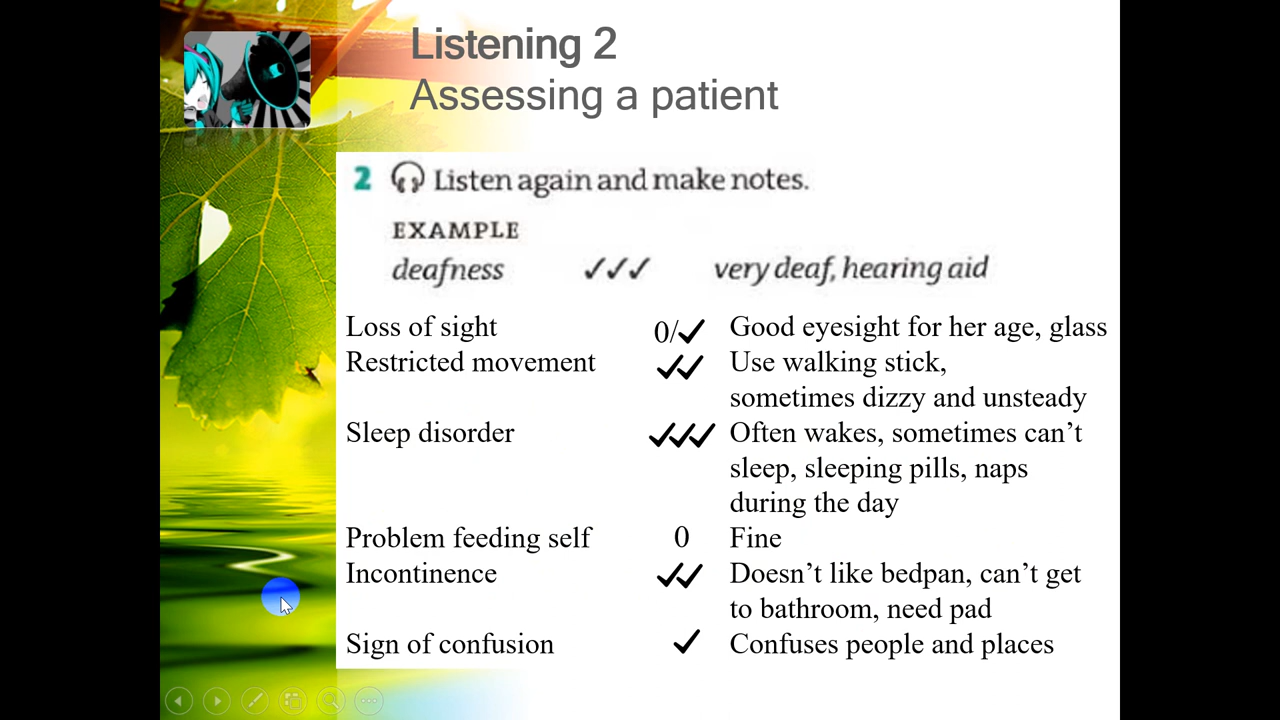 Listening 2
Assessing a patient
2 Listen again and make notes.
EXAMPLE
deafness ✓✓✓ very deaf, hearing aid
Loss of sight 0/✓ Good eyesight for her age, glass
Restricted movement ✓✓ Use walking stick,
sometimes dizzy and unsteady
Sleep disorder ✓✓✓ Often wakes, sometimes can’t
sleep, sleeping pills, naps
during the day
Problem feeding self 0 Fine
Incontinence ✓✓ Doesn’t like bedpan, can’t get
to bathroom, need pad
Sign of confusion ✓ Confuses people and places